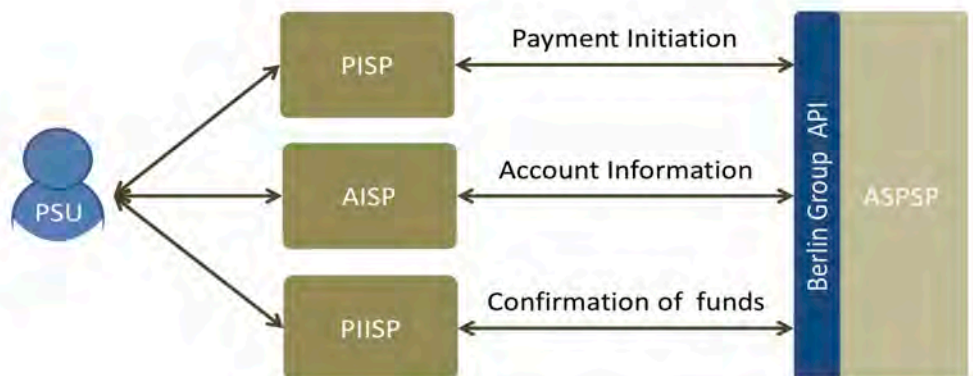 PSU
PISP
Payment Initiation
AISP
Account Information
PIISP
Confirmation of funds
Berlin Group API
ASPSP